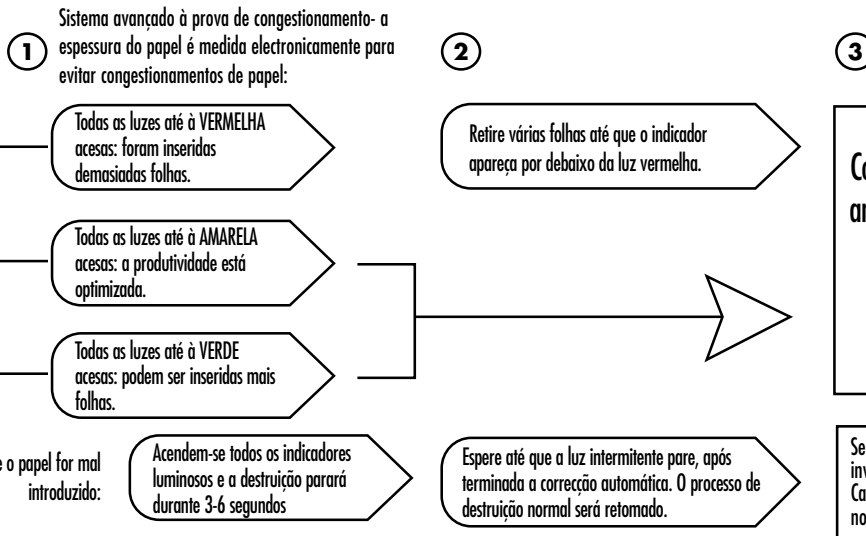 1
Sistema avançado à prova de congestionamento- a
espessura do papel é medida electronicamente para
evitar congestionamentos de papel:
2
3
Todas as luzes até à VERMELHA
acesas: foram inseridas
demasiadas folhas.
Retire várias folhas até que o indicador
apareça por debaixo da luz vermelha.
Todas as luzes até à AMARELA
acesas: a produtividade está
optimizada.
Todas as luzes até à VERDE
acesas: podem ser inseridas mais
folhas.
o papel for mal
introduzido:
Acendem-se todos os indicadores
luminosos e a destruição parará
durante 3-6 segundos
Espere até que a luz intermitente pare, após
terminada a correcção automática. O processo de
destruição normal será retomado.
Se